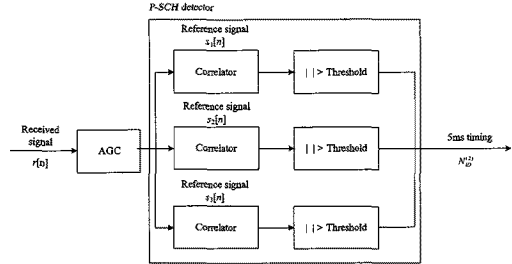 P-SCH detector
Reference signal
s₁[n]
Correlator
| | > Threshold
Reference signal
s₂[n]
Received
signal
r[n]
AGC
Correlator
| | > Threshold
5ms timing
N_ID^(2)
Reference signal
s₃[n]
Correlator
| | > Threshold